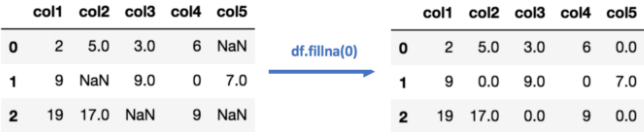 col1 col2 col3 col4 col5
0 2 5.0 3.0 6 NaN
1 9 NaN 9.0 0 7.0
2 19 17.0 NaN 9 NaN
df.fillna(0)
col1 col2 col3 col4 col5
0 2 5.0 3.0 6 0.0
1 9 0.0 9.0 0 7.0
2 19 17.0 0.0 9 0.0